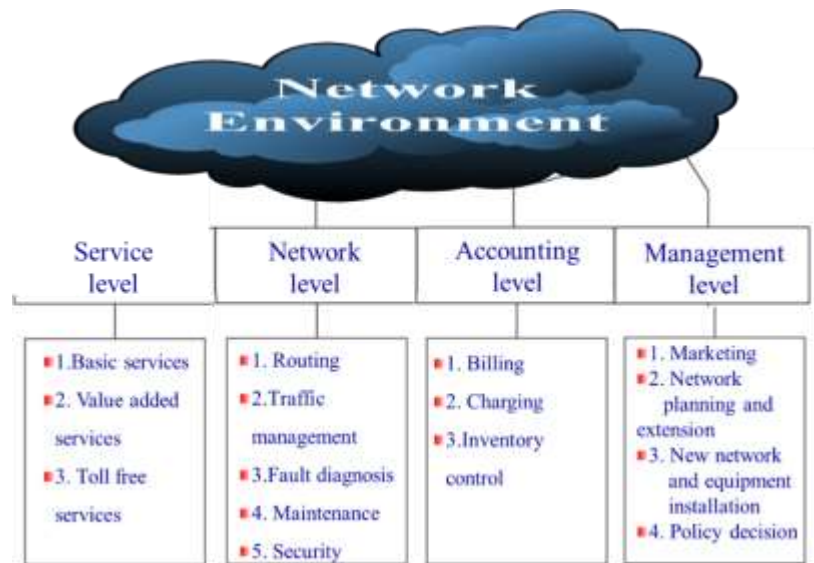 Network
Environment
Service
level
Network
level
Accounting
level
Management
level
1.Basic services
2. Value added
services
3. Toll free
services
1. Routing
2.Traffic
management
3.Fault diagnosis
4. Maintenance
5. Security
1. Billing
2. Charging
3.Inventory
control
1. Marketing
2. Network
planning and
extension
3. New network
and equipment
installation
4. Policy decision